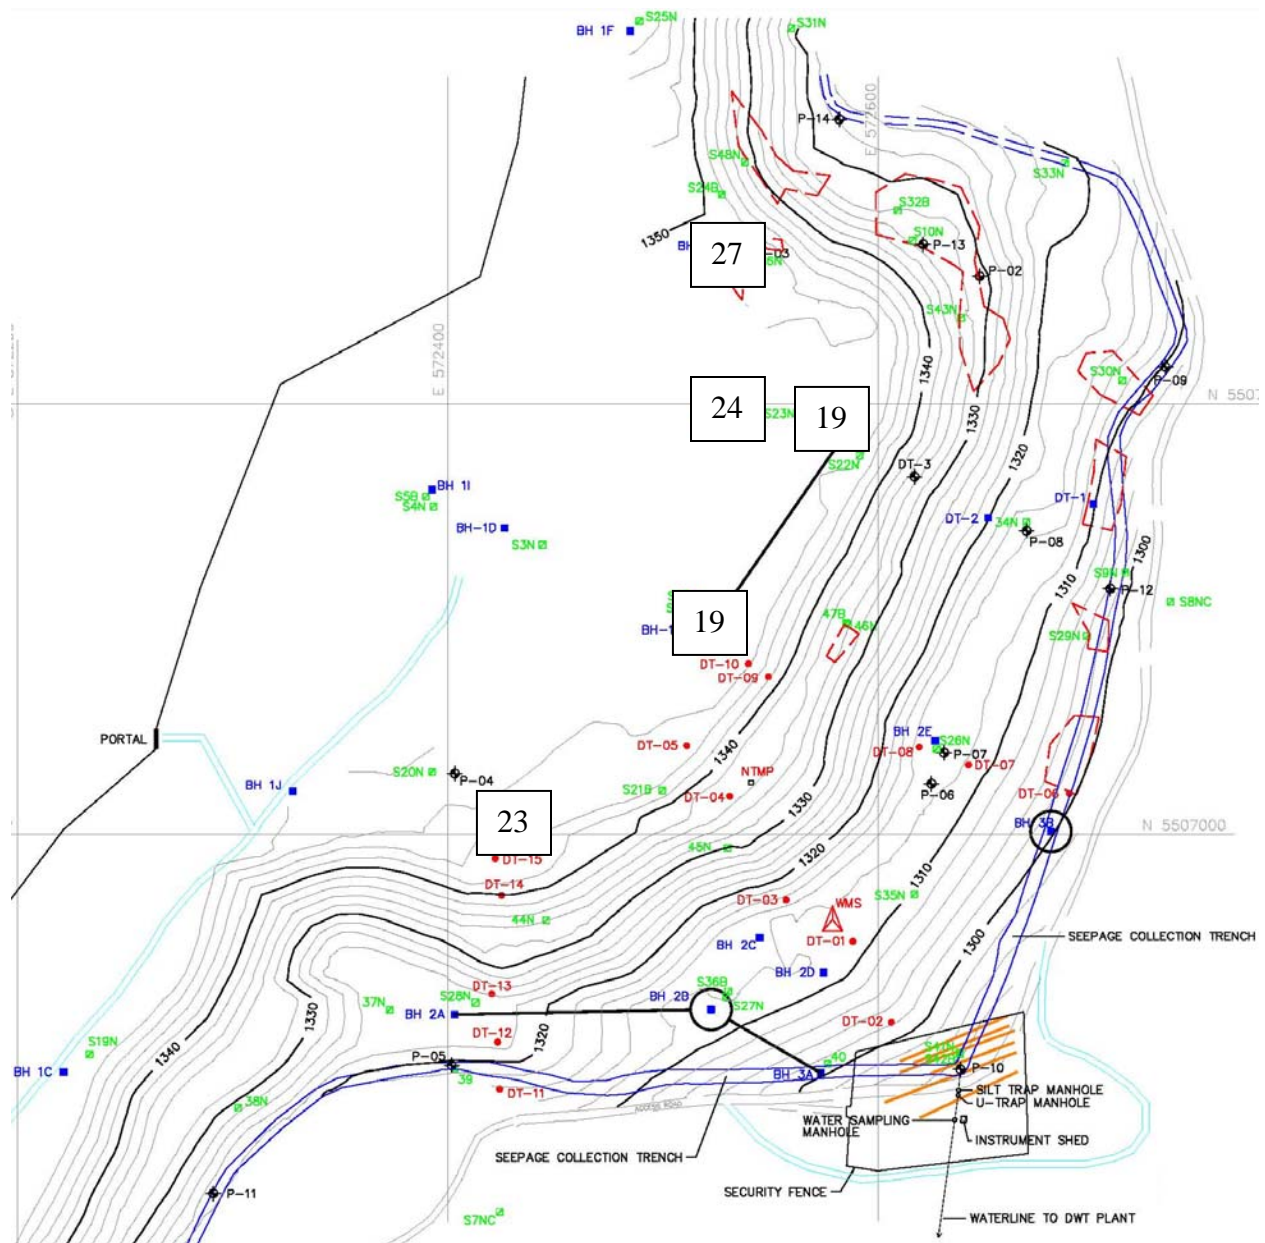 S25N
BH 1F
S31N
E 572600
P-14
S48N
S33N
S24B
S32B
1350
S10N
P-13
27
P-02
S43N
E 572400
1340
S30N
P-09
N 5507
24
S23N
19
1330
S22N
1320
DT-3
BH 1I
S5B
S4N
DT-1
DT-2
34N
BH-1D
P-08
S3N
1300
1310
S9N
P-12
S8NC
47B
46N
19
S29N
BH-1
DT-10
DT-09
PORTAL
DT-05
1340
BH 2E
S26N
DT-08
P-07
S20N
P-04
NTMP
DT-07
BH 1J
S21B
DT-04
P-06
DT-06
1330
23
BH 3B
N 5507000
45N
DT-15
1320
1310
DT-14
DT-03
S35N
WMS
44N
1300
SEEPAGE COLLECTION TRENCH
BH 2C
DT-01
BH 2D
DT-13
S36B
37N
S28N
BH 2B
S27N
BH 2A
1330
DT-02
DT-12
1320
S19N
1340
P-05
40
BH 1C
39
BH 3A
P-10
DT-11
SILT TRAP MANHOLE
38N
U-TRAP MANHOLE
ACCESS ROAD
WATER SAMPLING
MANHOLE
INSTRUMENT SHED
SEEPAGE COLLECTION TRENCH
P-11
SECURITY FENCE
S7NC
WATERLINE TO DWT PLANT